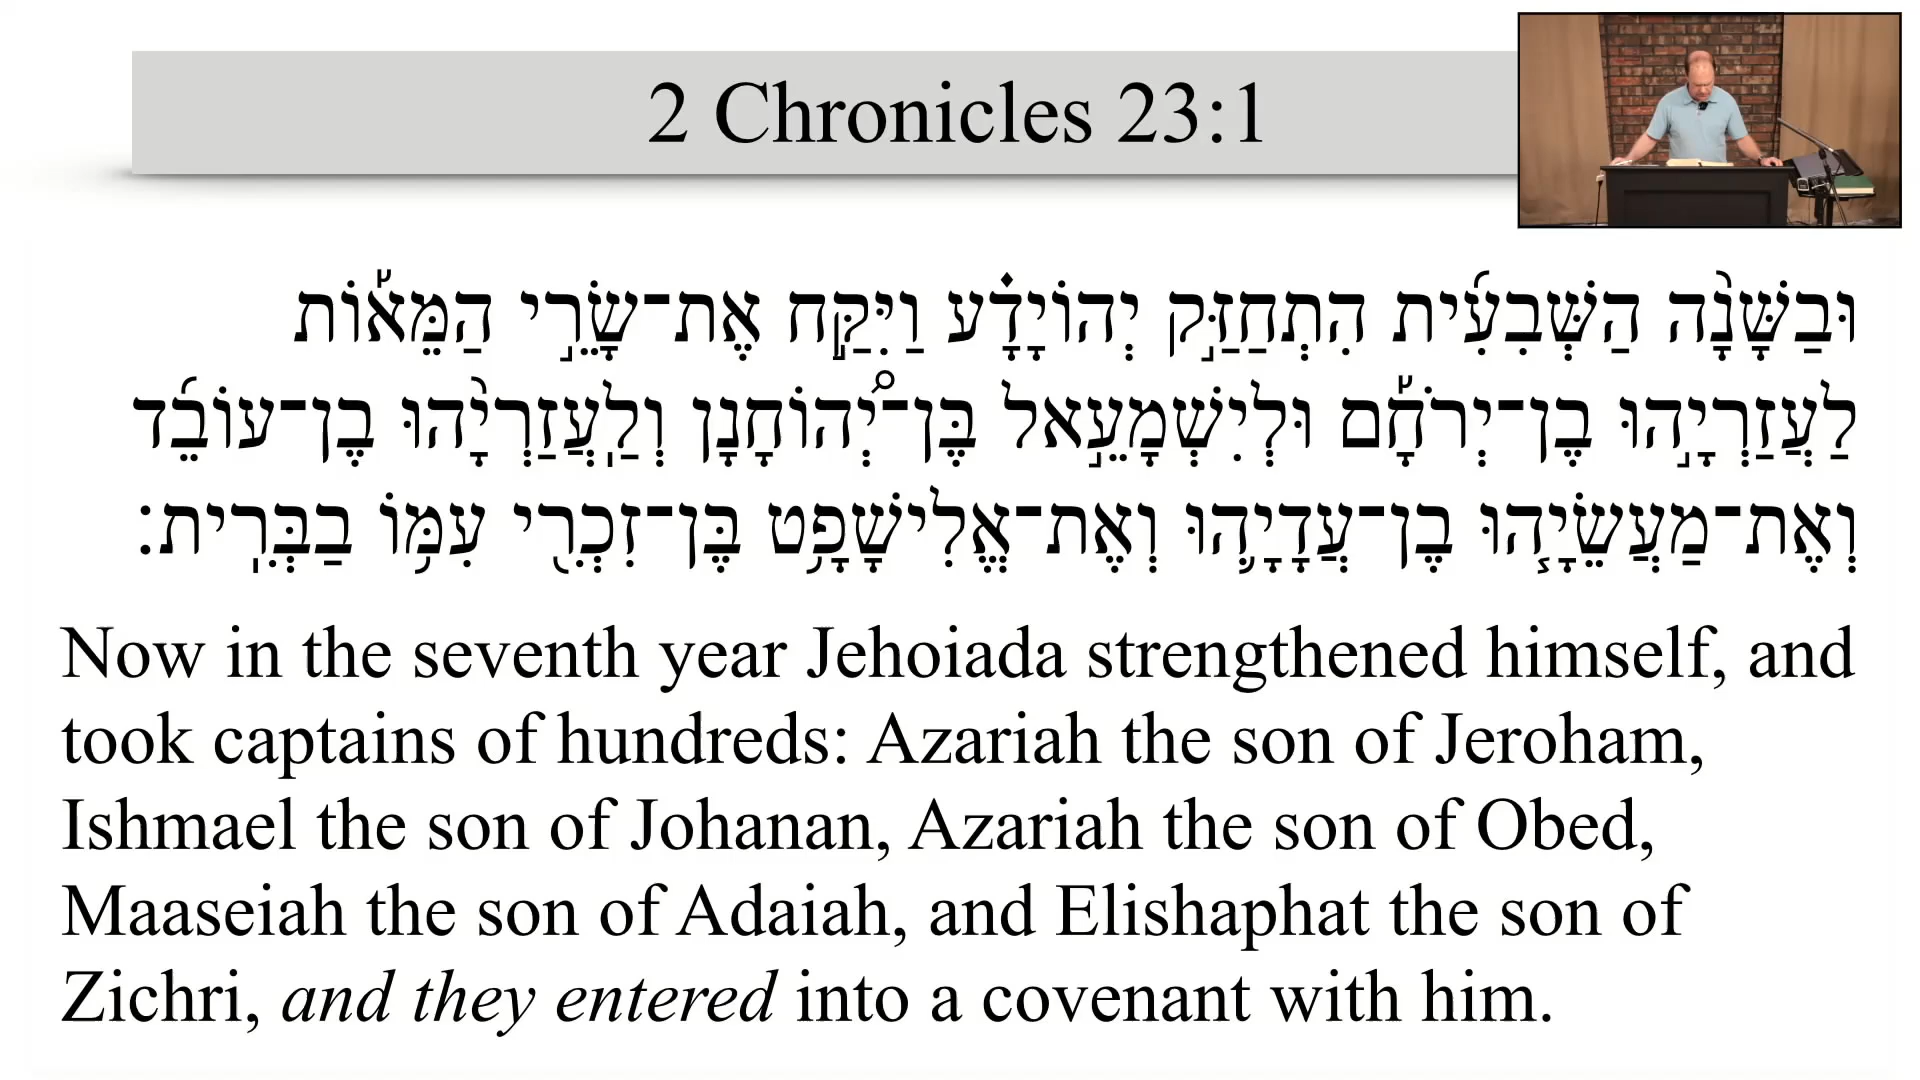 2 Chronicles 23:1
וּבַשָּׁנָ֨ה הַשְּׁבִעִ֜ית הִתְחַזַּ֣ק יְהוֹיָדָ֗ע וַיִּקַּ֣ח אֶת־שָׂרֵ֣י הַמֵּא֡וֹת
לַעֲזַרְיָ֣הוּ בֶן־יְרֹחָ֡ם וּלְיִשְׁמָעֵ֣אל בֶּן־יְ֠הוֹחָנָן וְלַֽעֲזַרְיָ֨הוּ בֶן־עוֹבֵ֜ד
וְאֶת־מַעֲשֵׂיָ֧הוּ בֶן־עֲדָיָ֛הוּ וְאֶת־אֱלִישָׁפָ֥ט בֶּן־זִכְרִ֖י עִמּ֥וֹ בַבְּרִֽית׃
Now in the seventh year Jehoiada strengthened himself, and
took captains of hundreds: Azariah the son of Jeroham,
Ishmael the son of Johanan, Azariah the son of Obed,
Maaseiah the son of Adaiah, and Elishaphat the son of
Zichri, and they entered into a covenant with him.